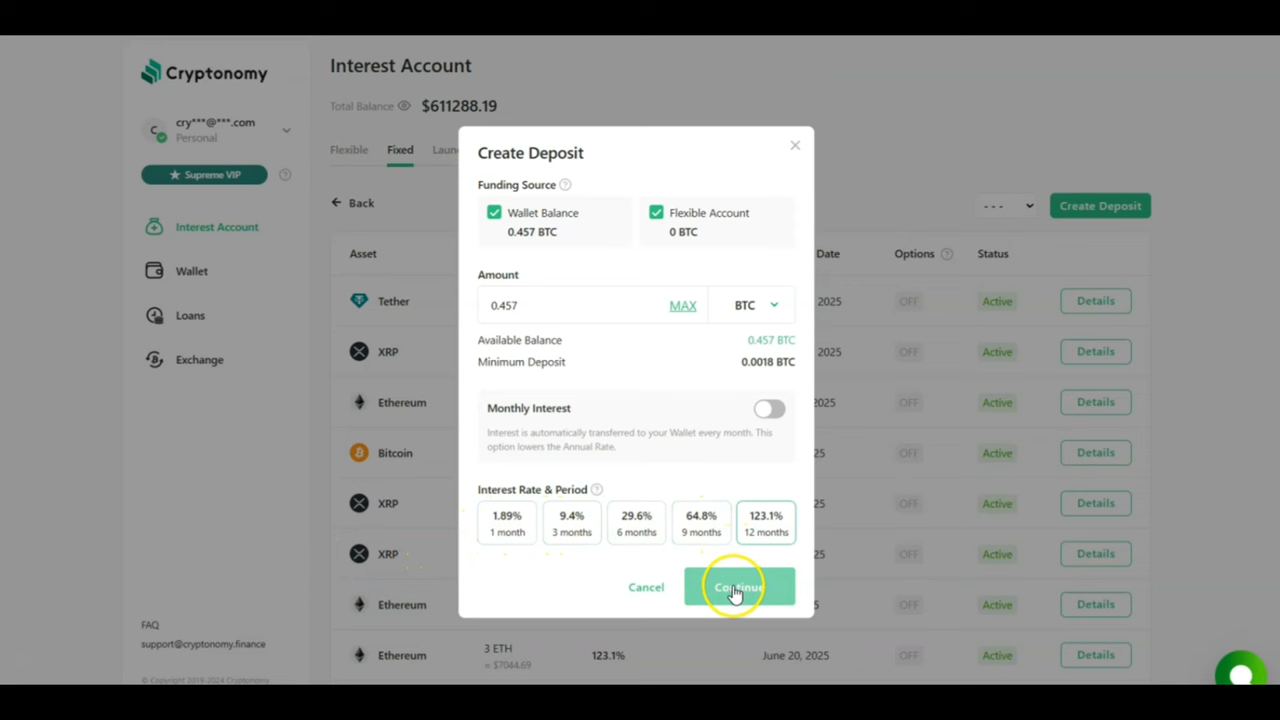 Cryptonomy
cry***@***.com
Personal
Supreme VIP
Interest Account
Wallet
Loans
Exchange
FAQ
support@cryptonomy.finance
© Copyright 2019-2024 Cryptonomy
Interest Account
Total Balance $611288.19
Flexible Fixed Laun
Back
- - - Create Deposit
Asset Date Options Status
Tether 2025 OFF Active Details
XRP 2025 OFF Active Details
Ethereum 2025 OFF Active Details
Bitcoin 25 OFF Active Details
XRP 25 OFF Active Details
XRP 25 OFF Active Details
Ethereum 5 OFF Active Details
Ethereum 3 ETH 123.1% June 20, 2025 OFF Active Details
≈ $7044.69
Create Deposit
Funding Source
Wallet Balance Flexible Account
0.457 BTC 0 BTC
Amount
0.457 MAX BTC
Available Balance 0.457 BTC
Minimum Deposit 0.0018 BTC
Monthly Interest
Interest is automatically transferred to your Wallet every month. This
option lowers the Annual Rate.
Interest Rate & Period
1.89% 9.4% 29.6% 64.8% 123.1%
1 month 3 months 6 months 9 months 12 months
Cancel Continue